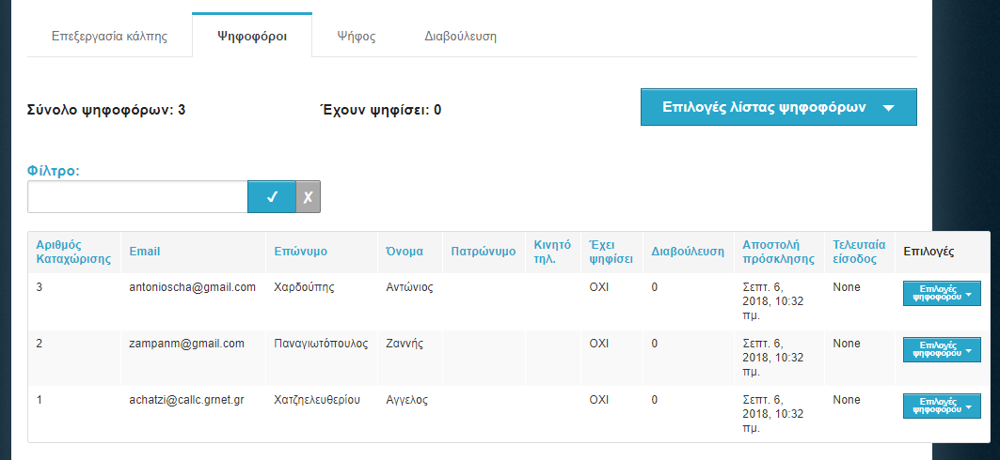 Επεξεργασία κάλπης Ψηφοφόροι Ψήφος Διαβούλευση
Σύνολο ψηφοφόρων: 3 Έχουν ψηφίσει: 0 Επιλογές λίστας ψηφοφόρων
Φίλτρο:
Αριθμός Καταχώρισης Email Επώνυμο Όνομα Πατρώνυμο Κινητό τηλ. Έχει ψηφίσει Διαβούλευση Αποστολή πρόσκλησης Τελευταία είσοδος Επιλογές
3 antonioscha@gmail.com Χαρδούπης Αντώνιος ΟΧΙ 0 Σεπτ. 6, 2018, 10:32 πμ. None Επιλογές ψηφοφόρου
2 zampanm@gmail.com Παναγιωτόπουλος Ζαννής ΟΧΙ 0 Σεπτ. 6, 2018, 10:32 πμ. None Επιλογές ψηφοφόρου
1 achatzi@callc.grnet.gr Χατζηελευθερίου Αγγελος ΟΧΙ 0 Σεπτ. 6, 2018, 10:32 πμ. None Επιλογές ψηφοφόρου